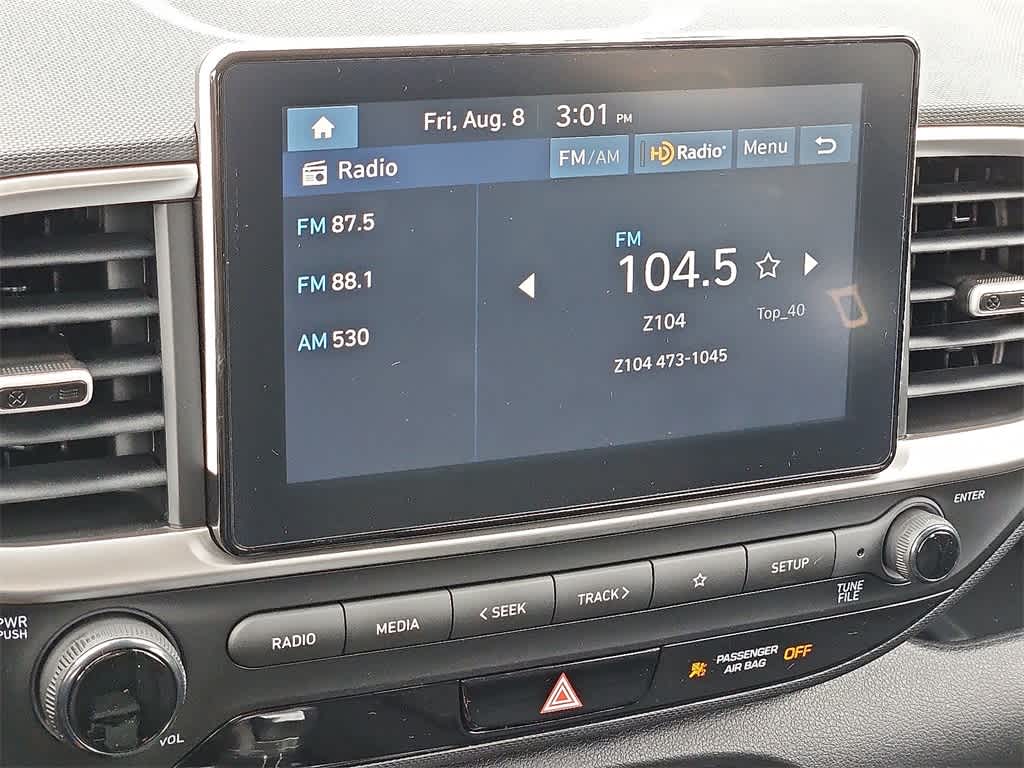 Fri, Aug. 8 3:01 PM
Radio FM/AM HD Radio Menu
FM 87.5
FM 88.1
AM 530
FM
104.5
Z104 Top_40
Z104 473-1045
ENTER
TUNE
FILE
PWR
PUSH
VOL
RADIO MEDIA < SEEK TRACK > SETUP
PASSENGER
AIR BAG OFF